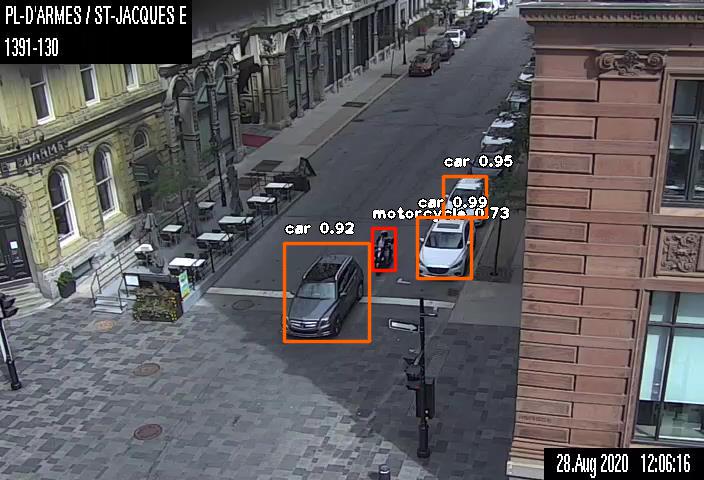 PL-D'ARMES / ST-JACQUES E
1391-130
car 0.95
car 0.99
motorcycle 0.73
car 0.92
28.Aug 2020 12:06:16